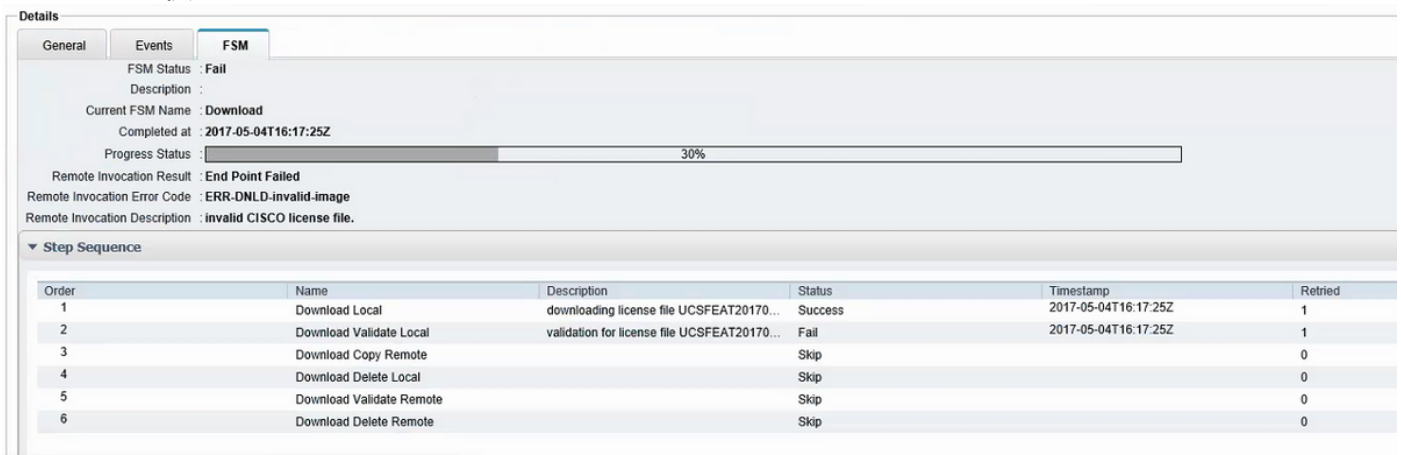 Details
General Events FSM
FSM Status : Fail
Description :
Current FSM Name : Download
Completed at : 2017-05-04T16:17:25Z
Progress Status : 30%
Remote Invocation Result : End Point Failed
Remote Invocation Error Code : ERR-DNLD-invalid-image
Remote Invocation Description : invalid CISCO license file.
Step Sequence
Order Name Description Status Timestamp Retried
1 Download Local downloading license file UCSFEAT20170... Success 2017-05-04T16:17:25Z 1
2 Download Validate Local validation for license file UCSFEAT20170... Fail 2017-05-04T16:17:25Z 1
3 Download Copy Remote Skip 0
4 Download Delete Local Skip 0
5 Download Validate Remote Skip 0
6 Download Delete Remote Skip 0